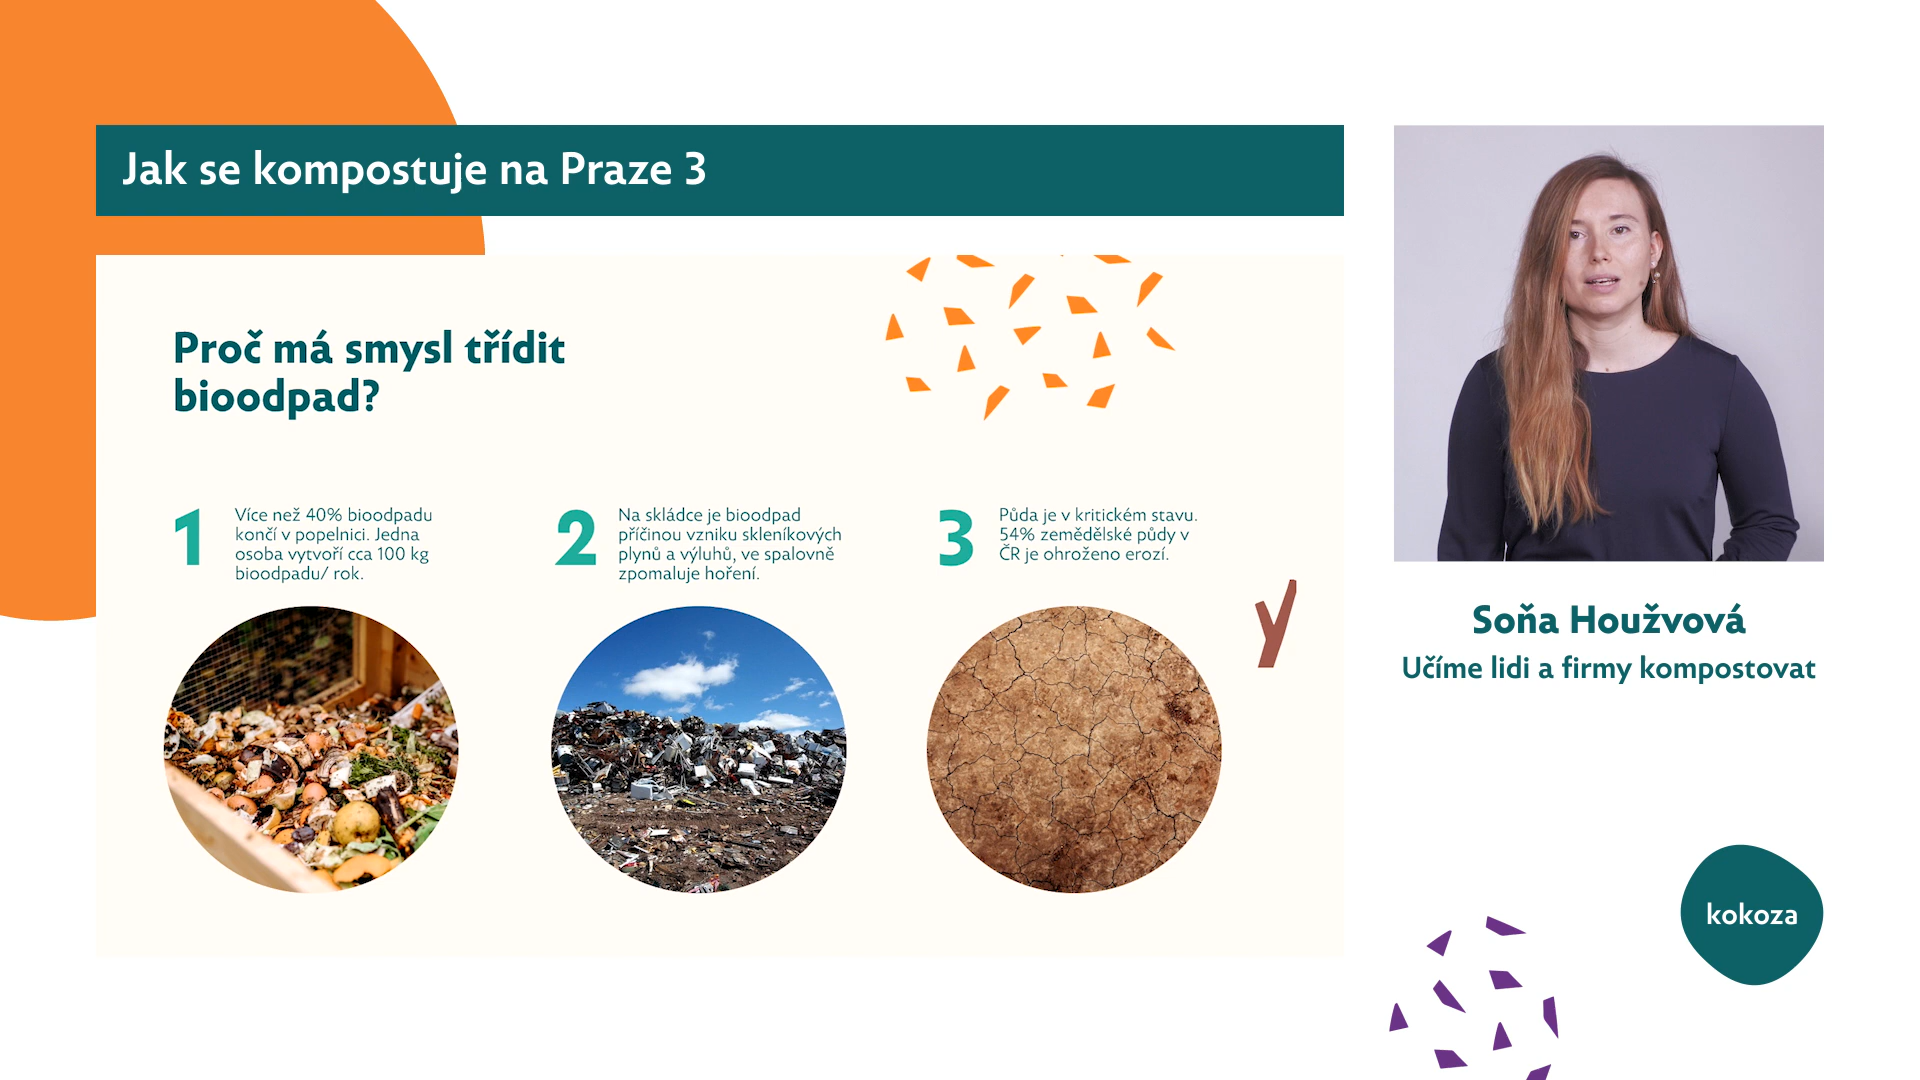 Jak se kompostuje na Praze 3
Proč má smysl třídit
bioodpad?
1
Více než 40% bioodpadu
končí v popelnici. Jedna
osoba vytvoří cca 100 kg
bioodpadu/ rok.
2
Na skládce je bioodpad
příčinou vzniku skleníkových
plynů a výluhů, ve spalovně
zpomaluje hoření.
3
Půda je v kritickém stavu.
54% zemědělské půdy v
ČR je ohroženo erozí.
Soňa Houžvová
Učíme lidi a firmy kompostovat
kokoza